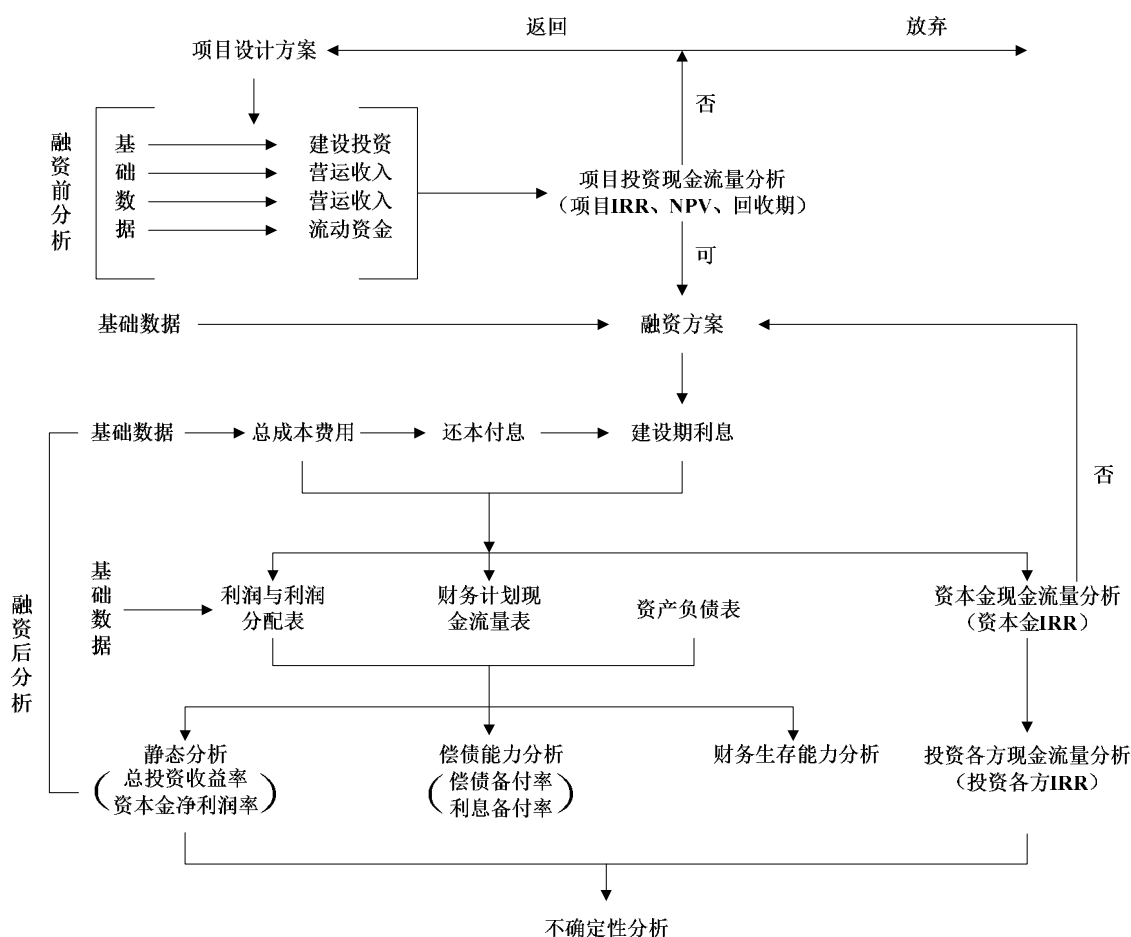 返回
放弃
项目设计方案
否
融资前分析
基础数据
建设投资
营运收入
营运收入
流动资金
项目投资现金流量分析
（项目IRR、NPV、回收期）
可
基础数据
融资方案
基础数据
总成本费用
还本付息
建设期利息
否
融资后分析
基础数据
利润与利润
分配表
财务计划现
金流量表
资产负债表
资本金现金流量分析
（资本金IRR）
静态分析
（总投资收益率
资本金净利润率）
偿债能力分析
（偿债备付率
利息备付率）
财务生存能力分析
投资各方现金流量分析
（投资各方IRR）
不确定性分析